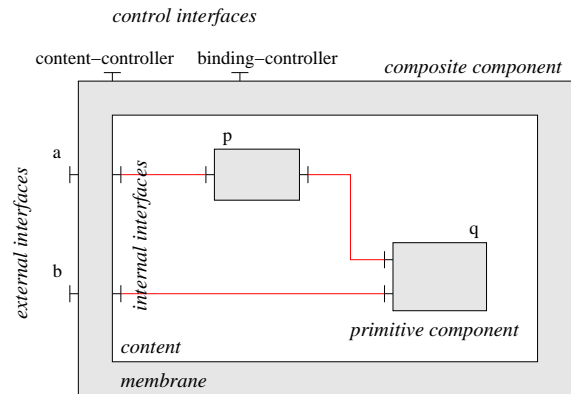 control interfaces
content−controller
binding−controller
composite component
p
a
external interfaces
internal interfaces
q
b
primitive component
content
membrane